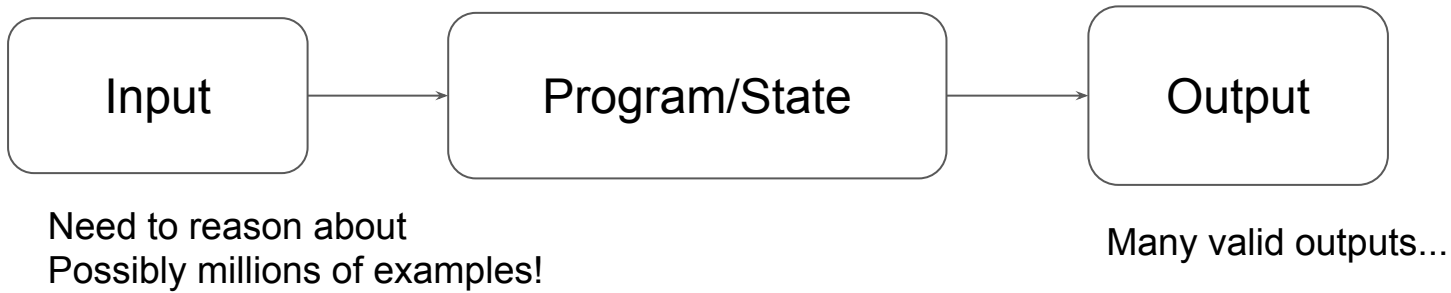 Input
Program/State
Output
Need to reason about
Possibly millions of examples!
Many valid outputs...